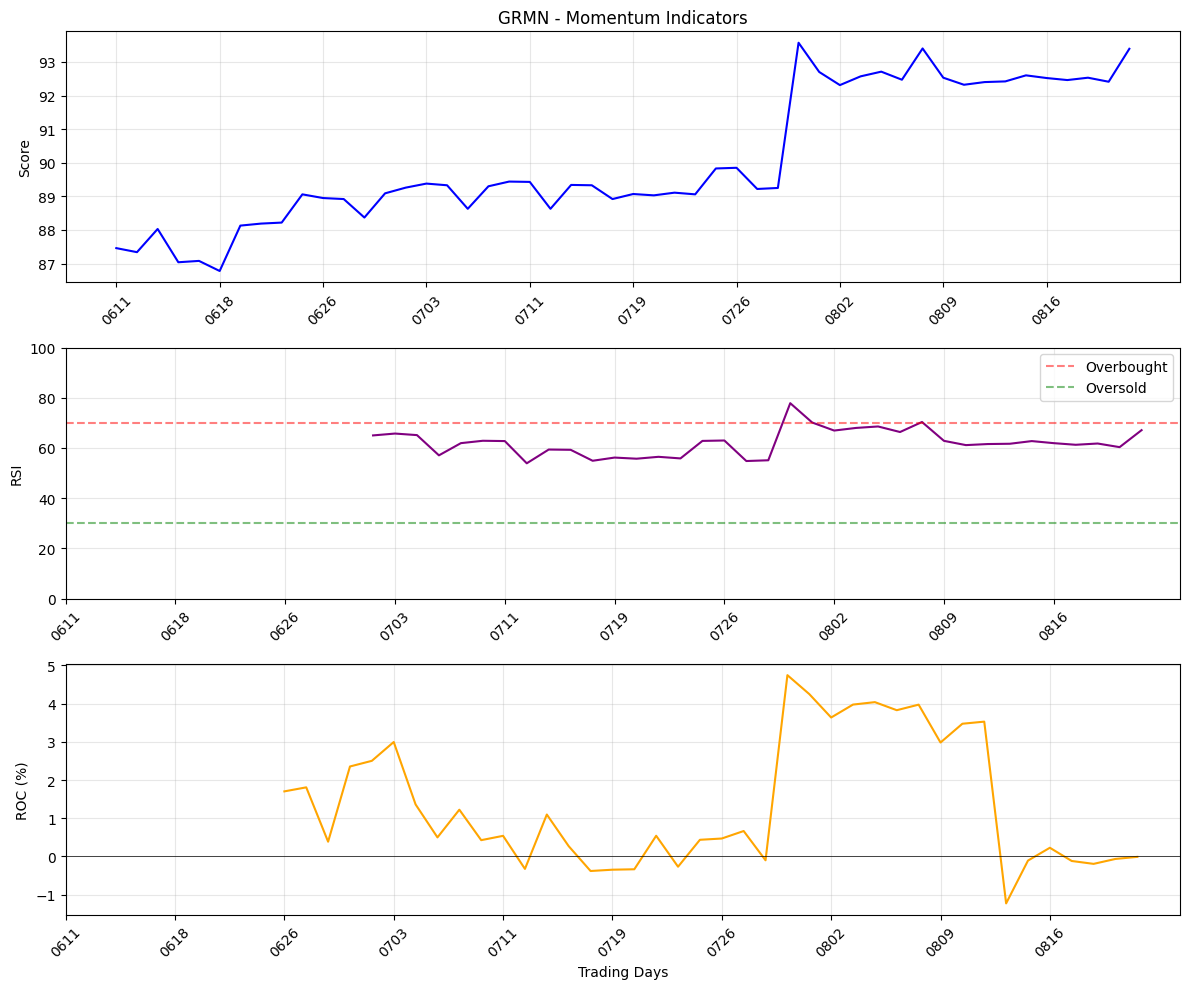 GRMN - Momentum Indicators
Score
93
92
91
90
89
88
87
0611 0618 0626 0703 0711 0719 0726 0802 0809 0816
RSI
100
80
60
40
20
0
Overbought
Oversold
0611 0618 0626 0703 0711 0719 0726 0802 0809 0816
ROC (%)
5
4
3
2
1
0
−1
0611 0618 0626 0703 0711 0719 0726 0802 0809 0816
Trading Days